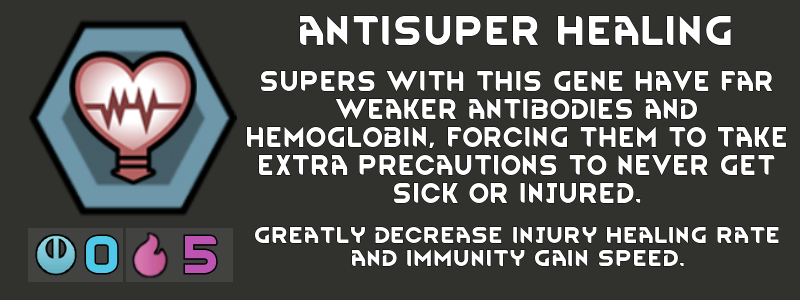 ANTISUPER HEALING
SUPERS WITH THIS GENE HAVE FAR
WEAKER ANTIBODIES AND
HEMOGLOBIN, FORCING THEM TO TAKE
EXTRA PRECAUTIONS TO NEVER GET
SICK OR INJURED.
GREATLY DECREASE INJURY HEALING RATE
AND IMMUNITY GAIN SPEED.
0 5